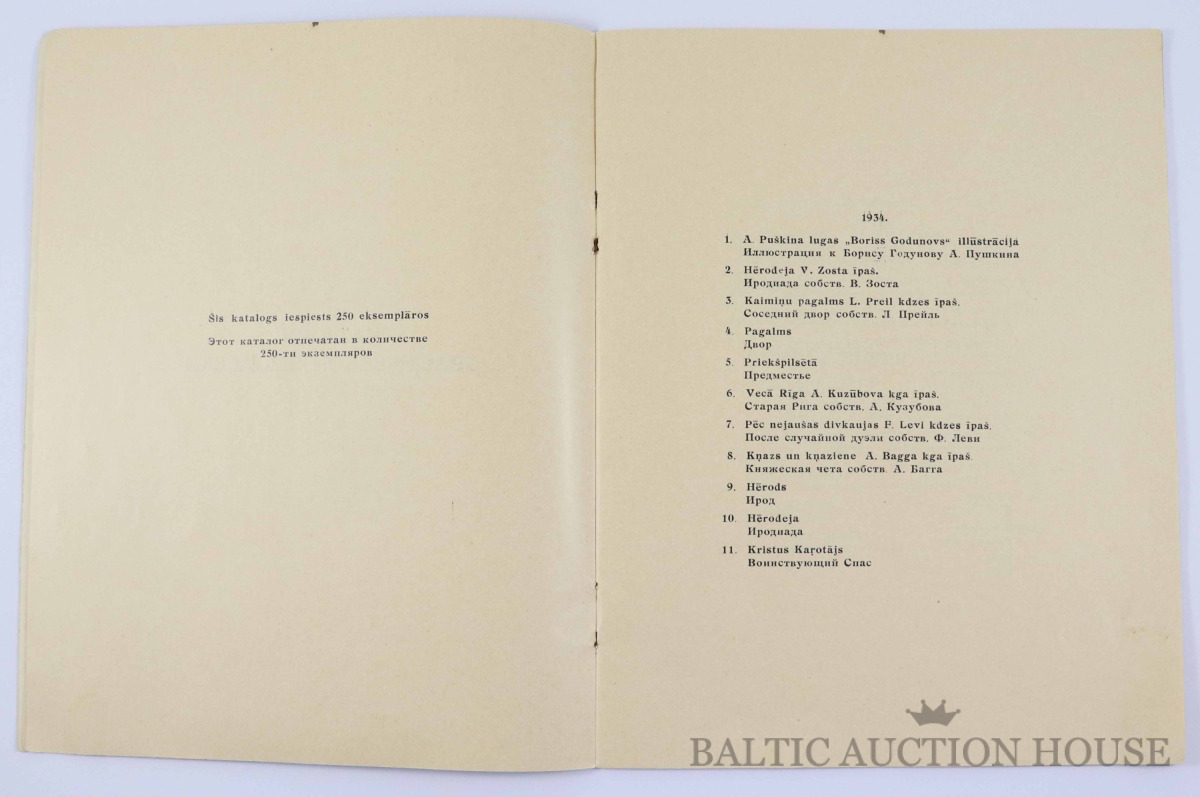 Šis katalogs iespiests 250 eksemplāros
Этот каталог отпечатан в количестве
250-ти экземпляров
1934.
1. A. Puškina lugas „Boriss Godunovs“ illūstrācija
Иллюстрация к Борису Годунову А. Пушкина
2. Hērodeja V. Zosta īpaš.
Иродиада собств. В. Зоста
3. Kaimiņu pagalms L. Preil kdzes īpaš.
Соседний двор собств. Л Прейль
4. Pagalms
Двор
5. Priekšpilsētā
Предместье
6. Vecā Rīga A. Kuzūbova kga īpaš.
Старая Рига собств. А. Кузубова
7. Pēc nejaušas divkaujas F. Levi kdzes īpaš.
После случайной дуэли собств. Ф. Леви
8. Kņazs un kņaziene A. Bagga kga īpaš.
Княжеская чета собств. А. Багга
9. Hērods
Ирод
10. Hērodeja
Иродиада
11. Kristus Kaŗotājs
Воинствующий Спас
BALTIC AUCTION HOUSE